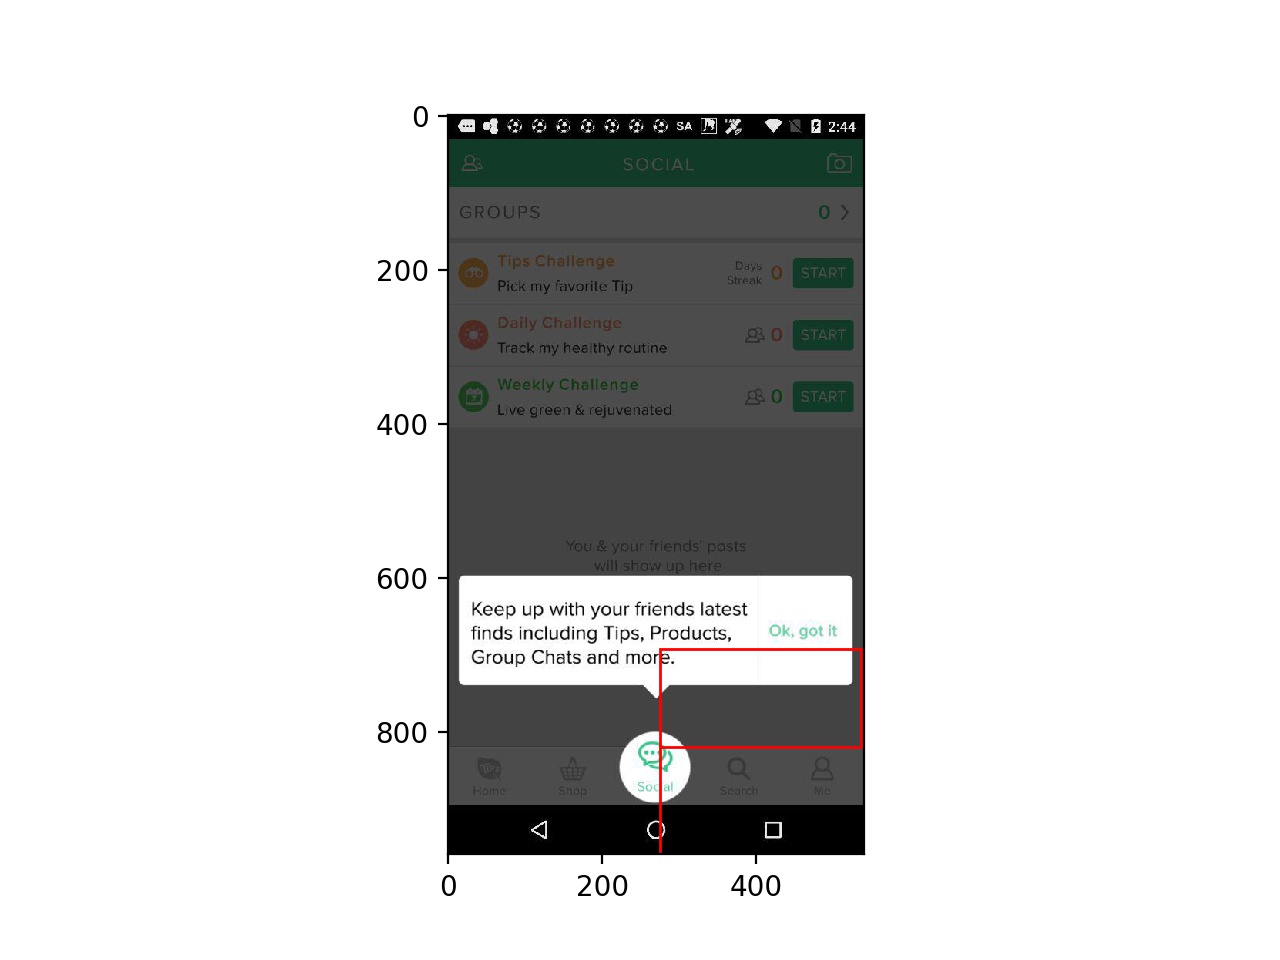 0
SA
2:44
SOCIAL
GROUPS
0
200
Tips Challenge
Days
Streak
0
START
Pick my favorite Tip
Daily Challenge
0
START
Track my healthy routine
Weekly Challenge
0
START
Live green & rejuvenated
400
You & your friends' posts
will show up here
600
Keep up with your friends latest
finds including Tips, Products,
Group Chats and more.
Ok, got it
800
TIPS
Home
Shop
Social
Search
Me
0
200
400